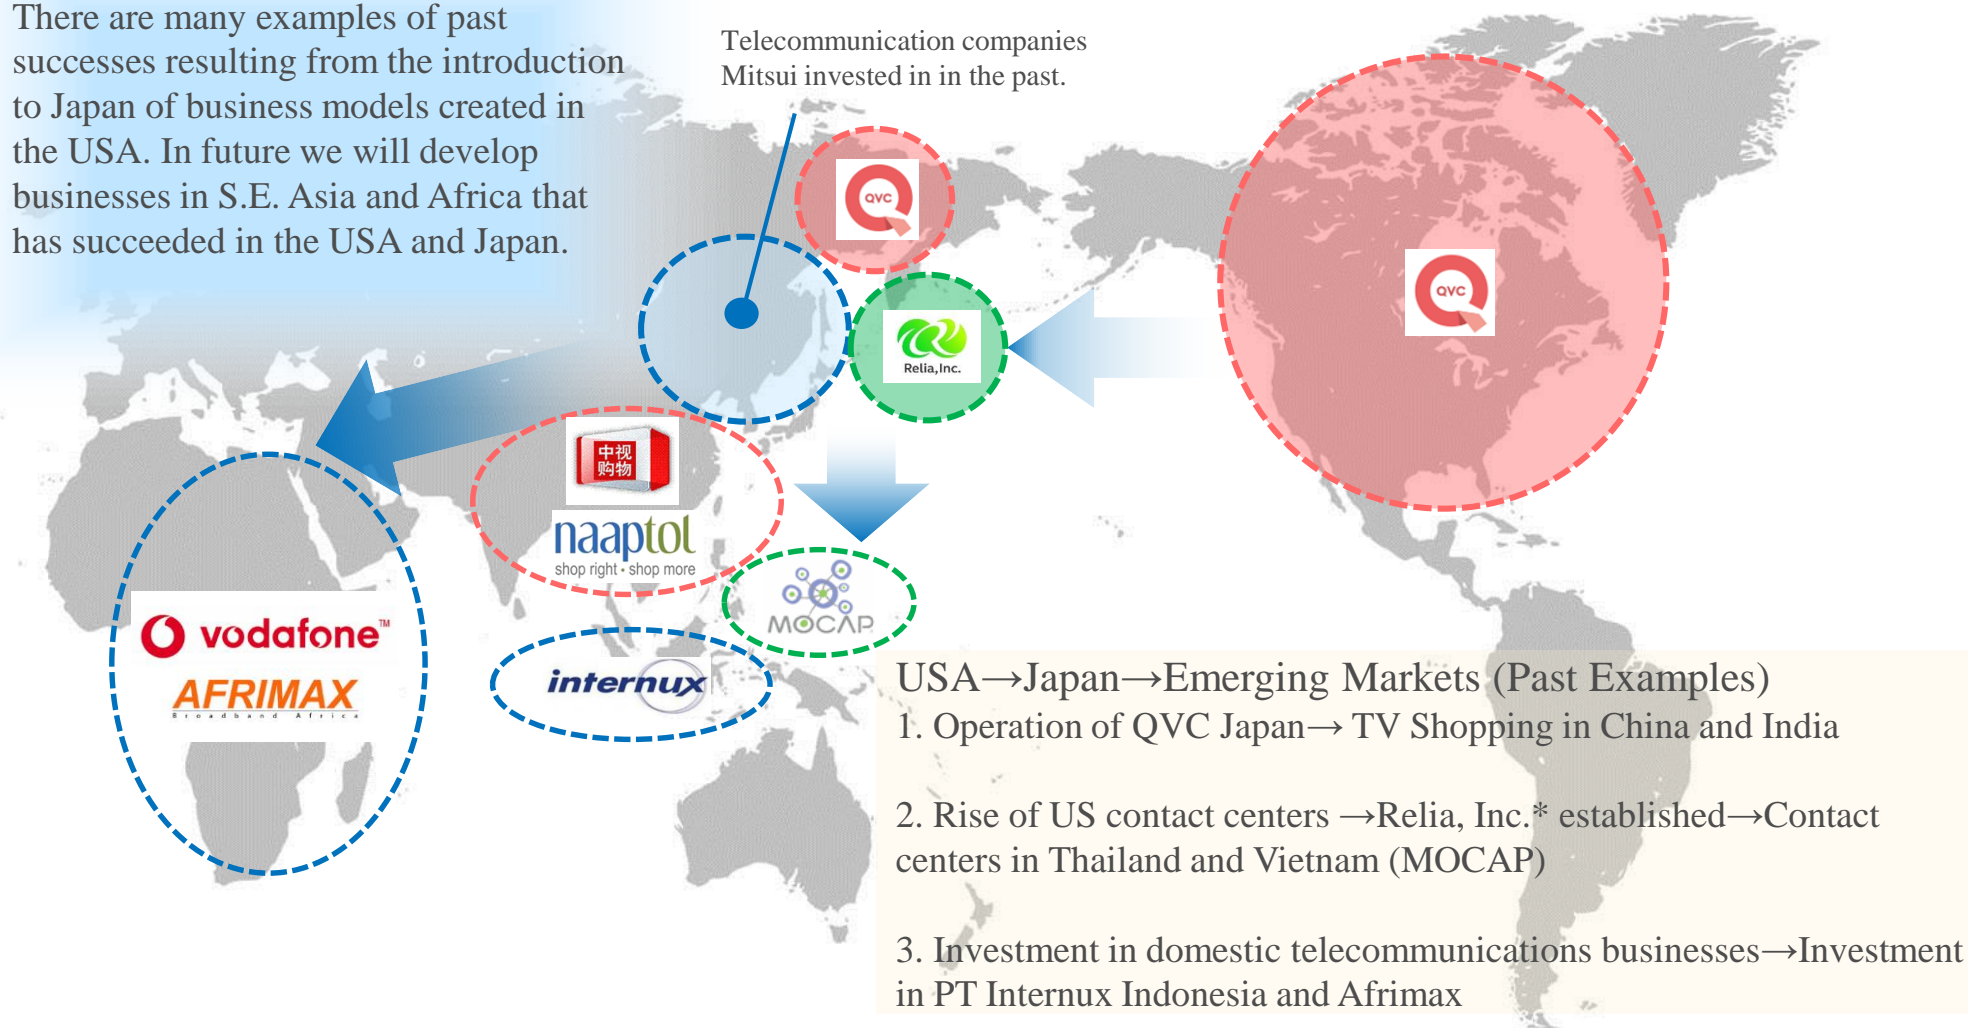 There are many examples of past
successes resulting from the introduction
to Japan of business models created in
the USA. In future we will develop
businesses in S.E. Asia and Africa that
has succeeded in the USA and Japan.
Telecommunication companies
Mitsui invested in in the past.
QVC
QVC
Relia,Inc.
中视
购物
naaptol
shop right • shop more
MOCAP
vodafone™
AFRIMAX
Broadband Africa
internux
USA→Japan→Emerging Markets (Past Examples)
1. Operation of QVC Japan→ TV Shopping in China and India
2. Rise of US contact centers →Relia, Inc.* established→Contact
centers in Thailand and Vietnam (MOCAP)
3. Investment in domestic telecommunications businesses→Investment
in PT Internux Indonesia and Afrimax